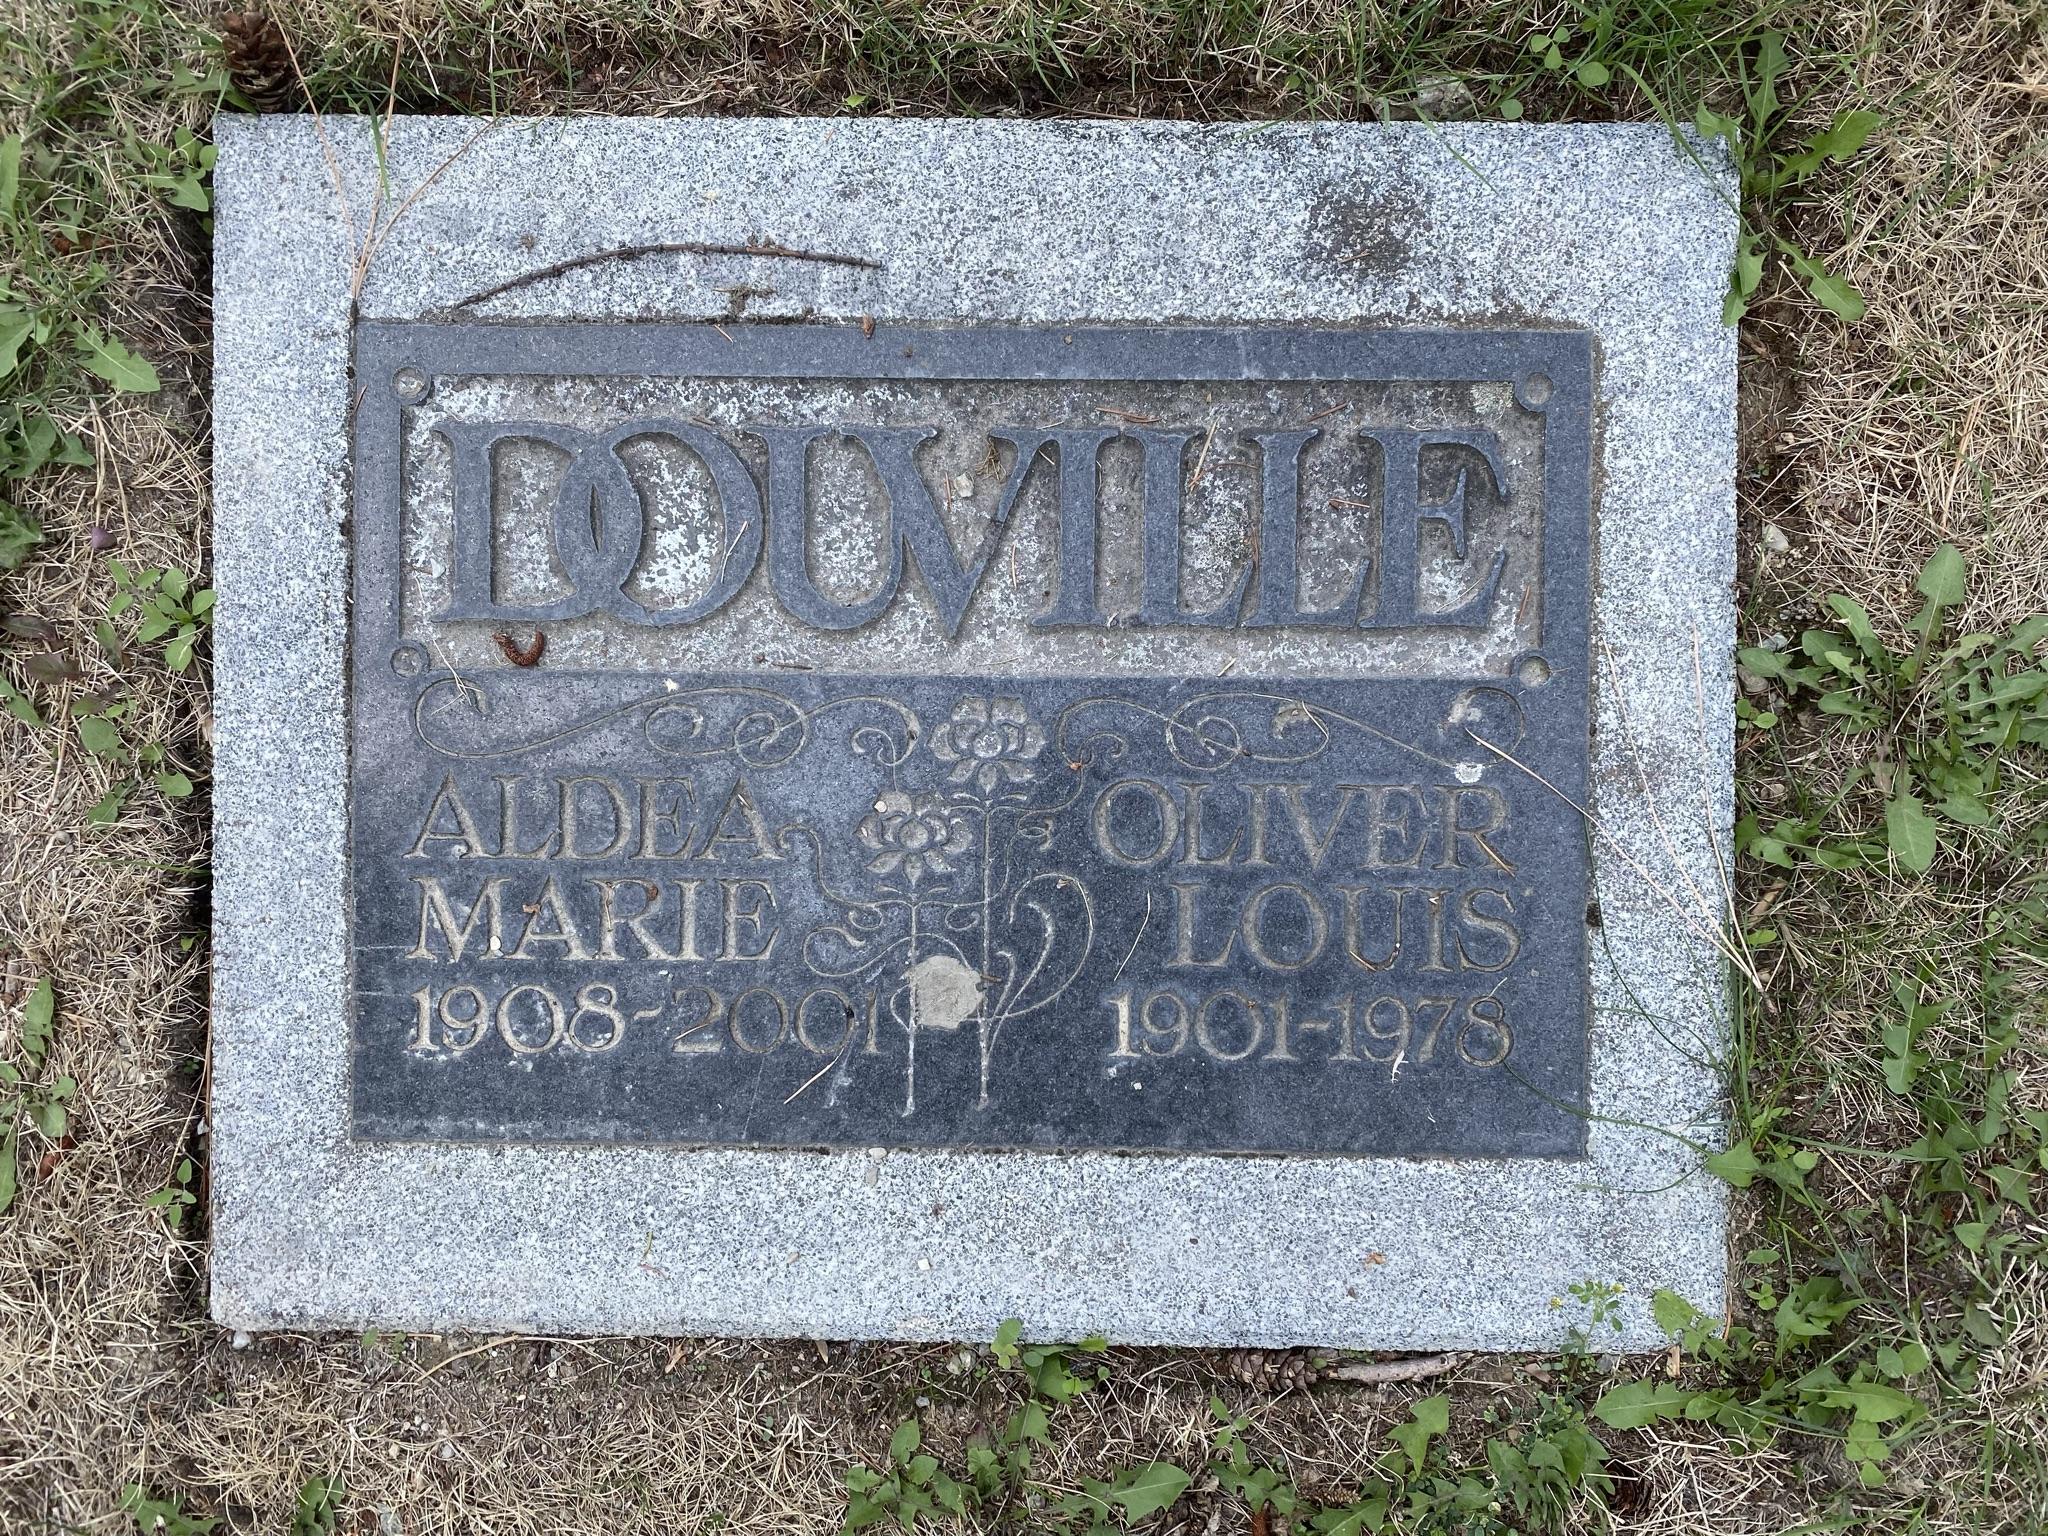 DOUVILLE
ALDEA
MARIE
1908~2001
OLIVER
LOUIS
1901~1978